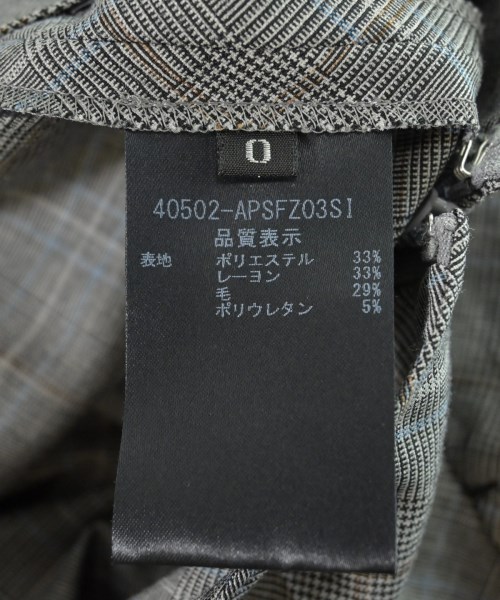 0
40502-APSFZ03SI
品質表示
表地 ポリエステル 33%
レーヨン 33%
毛 29%
ポリウレタン 5%